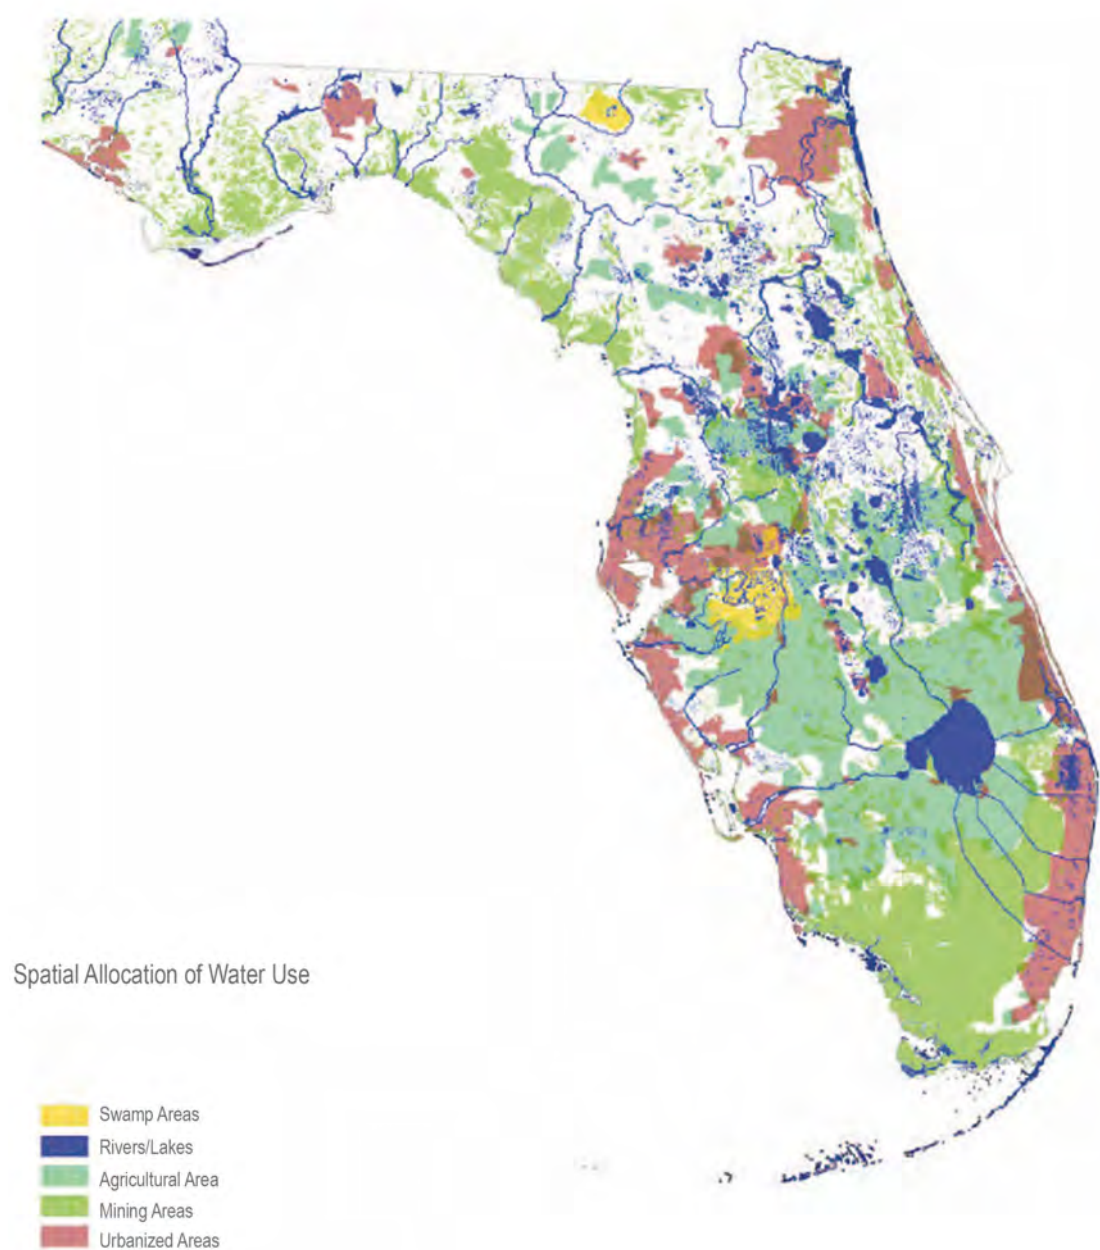 Spatial Allocation of Water Use
Swamp Areas
Rivers/Lakes
Agricultural Area
Mining Areas
Urbanized Areas